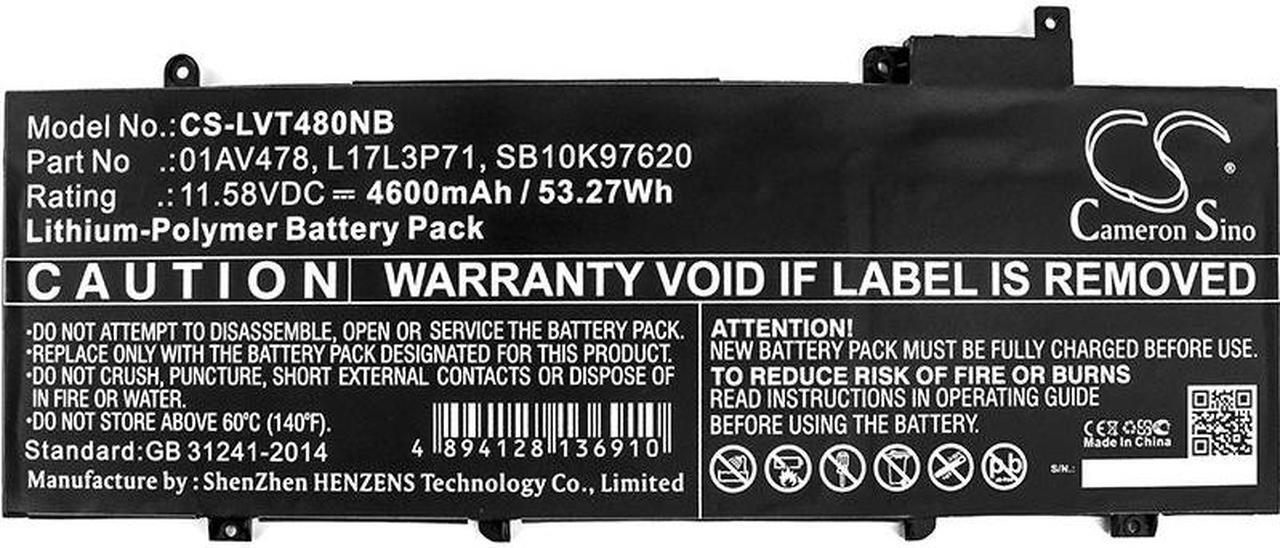 Model No.:CS-LVT480NB
Part No .:01AV478, L17L3P71, SB10K97620
Rating .:11.58VDC ⎓ 4600mAh / 53.27Wh
Lithium-Polymer Battery Pack
CS
®
Cameron Sino
CAUTION
WARRANTY VOID IF LABEL IS REMOVED
•DO NOT ATTEMPT TO DISASSEMBLE, OPEN OR SERVICE THE BATTERY PACK.
•REPLACE ONLY WITH THE BATTERY PACK DESIGNATED FOR THIS PRODUCT.
•DO NOT CRUSH, PUNCTURE, SHORT EXTERNAL CONTACTS OR DISPOSE OF
IN FIRE OR WATER.
•DO NOT STORE ABOVE 60°C (140°F).
Standard:GB 31241-2014
4 894128 136910
Manufacture by : ShenZhen HENZENS Technology Co., Limited
ATTENTION!
NEW BATTERY PACK MUST BE FULLY CHARGED BEFORE USE.
TO REDUCE RISK OF FIRE OR BURNS
READ INSTRUCTIONS IN OPERATING GUIDE
BEFORE USING THE BATTERY.
Pb
CE
Made In China
S/N.: